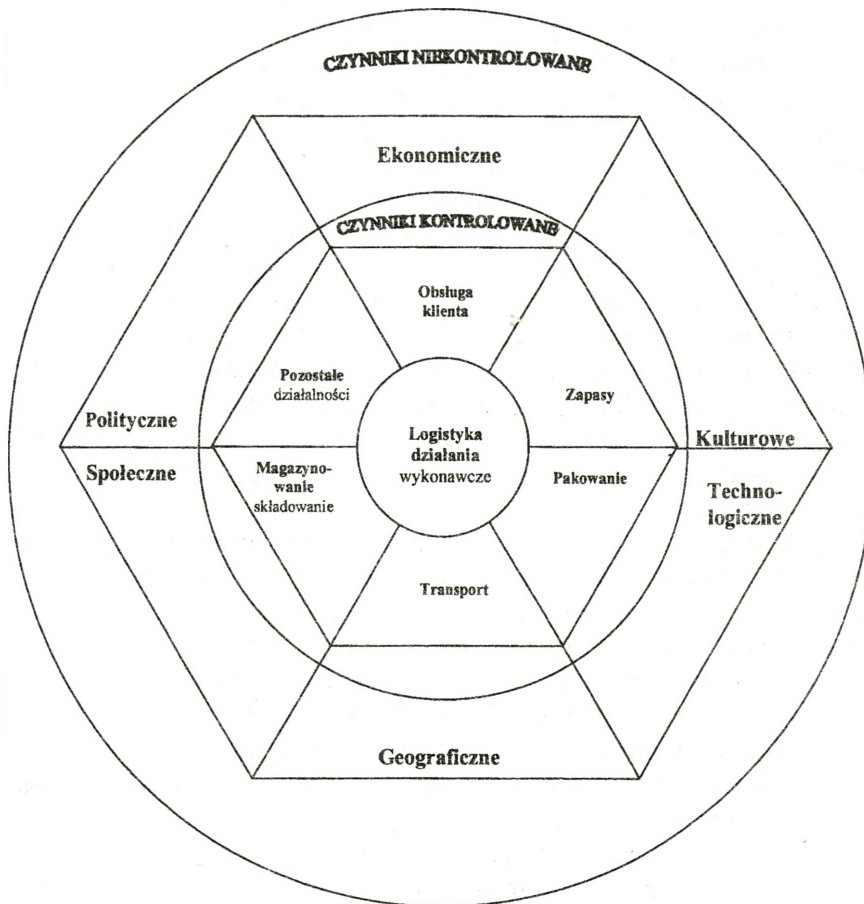 CZYNNIKI NIEKONTROLOWANE
Ekonomiczne
CZYNNIKI KONTROLOWANE
Obsługa
klienta
Pozostałe
działalności
Zapasy
Polityczne
Kulturowe
Logistyka
działania
wykonawcze
Społeczne
Magazyno-
wanie
składowanie
Pakowanie
Techno-
logiczne
Transport
Geograficzne